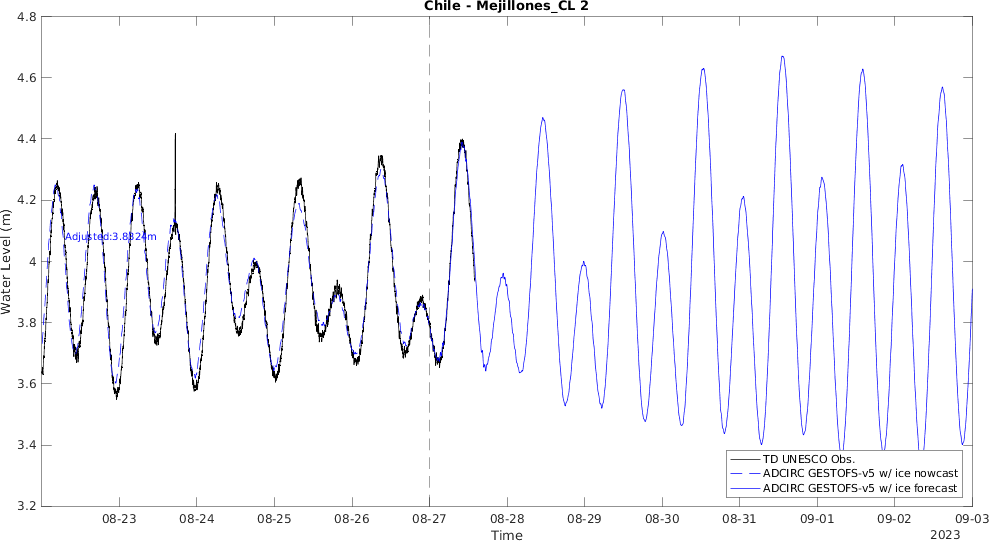 Chile - Mejillones_CL 2
4.8
4.6
4.4
4.2
4
3.8
3.6
3.4
3.2
Water Level (m)
Adjusted:3.8324m
TD UNESCO Obs.
ADCIRC GESTOFS-v5 w/ ice nowcast
ADCIRC GESTOFS-v5 w/ ice forecast
08-23 08-24 08-25 08-26 08-27 08-28 08-29 08-30 08-31 09-01 09-02 09-03
Time
2023